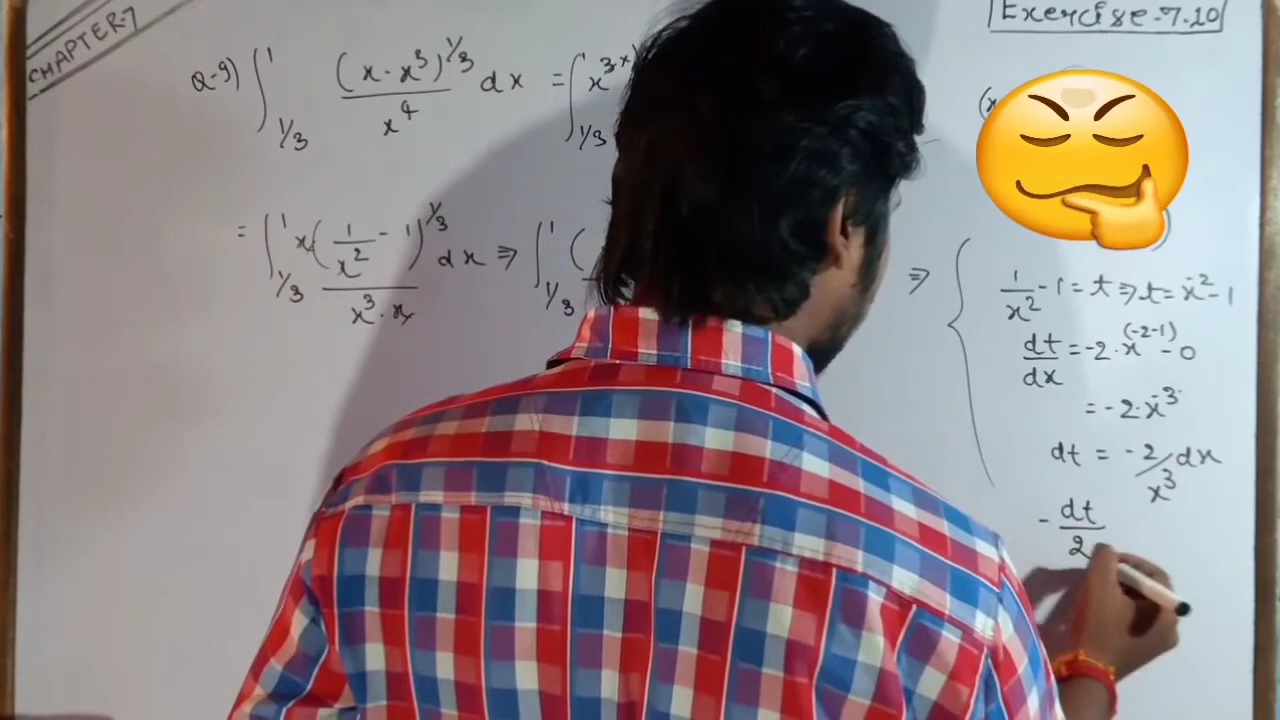 CHAPTER-7
Exercise-7.10
Q-9) ∫_{1/3}^{1} (x-x³)^{1/3} / x⁴ dx = ∫_{1/3}^{1} x^{3×
(x
= ∫_{1/3}^{1} x(1/x² - 1)^{1/3} / x³·x dx ⇒ ∫_{1/3}^{1} (
⇒ { 1/x² - 1 = t ⇒ t = x⁻² - 1
dt/dx = -2·x^{(-2-1)} - 0
= -2·x⁻³
dt = -2/x³ dx
- dt/2